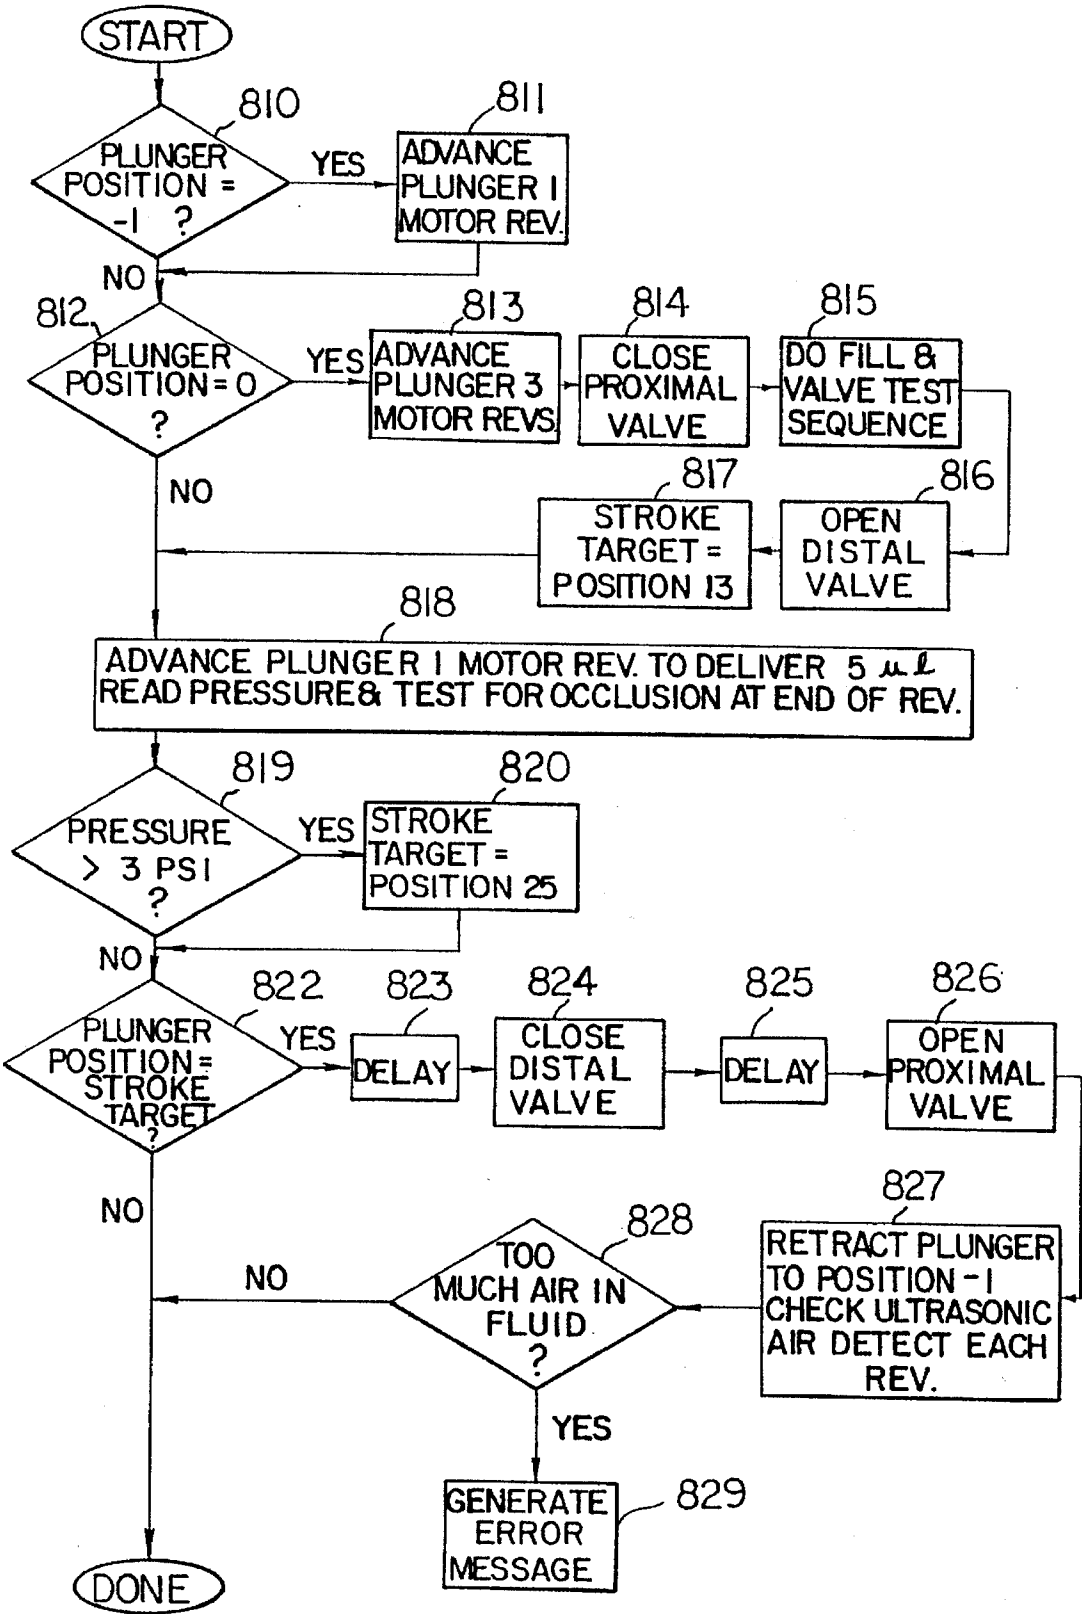 START
810
PLUNGER
POSITION =
-1 ?
YES
811
ADVANCE
PLUNGER 1
MOTOR REV.
NO
812
PLUNGER
POSITION = 0
?
YES
813
ADVANCE
PLUNGER 3
MOTOR REVS.
814
CLOSE
PROXIMAL
VALVE
815
DO FILL &
VALVE TEST
SEQUENCE
NO
817
STROKE
TARGET =
POSITION 13
816
OPEN
DISTAL
VALVE
818
ADVANCE PLUNGER 1 MOTOR REV. TO DELIVER 5 µl
READ PRESSURE & TEST FOR OCCLUSION AT END OF REV.
819
PRESSURE
> 3 PSI
?
YES
820
STROKE
TARGET =
POSITION 25
NO
822
PLUNGER
POSITION =
STROKE
TARGET
?
YES
823
DELAY
824
CLOSE
DISTAL
VALVE
825
DELAY
826
OPEN
PROXIMAL
VALVE
NO
827
RETRACT PLUNGER
TO POSITION -1
CHECK ULTRASONIC
AIR DETECT EACH
REV.
828
TOO
MUCH AIR IN
FLUID
?
NO
YES
829
GENERATE
ERROR
MESSAGE
DONE